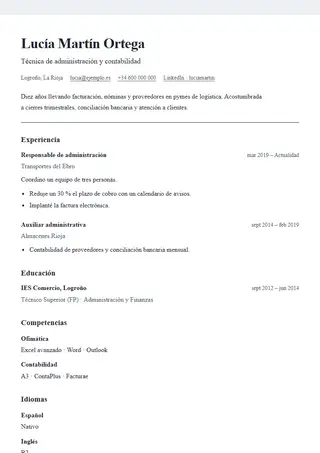 Lucía Martín Ortega
Técnica de administración y contabilidad
Logroño, La Rioja lucia@ejemplo.es +34 600 000 000 LinkedIn · luciamartin
Diez años llevando facturación, nóminas y proveedores en pymes de logística. Acostumbrada
a cierres trimestrales, conciliación bancaria y atención a clientes.
Experiencia
Responsable de administración mar 2019 – Actualidad
Transportes del Ebro
Coordino un equipo de tres personas.
• Reduje un 30 % el plazo de cobro con un calendario de avisos.
• Implanté la factura electrónica.
Auxiliar administrativa sept 2014 – feb 2019
Almacenes Rioja
• Contabilidad de proveedores y conciliación bancaria mensual.
Educación
IES Comercio, Logroño sept 2012 – jun 2014
Técnico Superior (FP) · Administración y Finanzas
Competencias
Ofimática
Excel avanzado · Word · Outlook
Contabilidad
A3 · ContaPlus · Facturae
Idiomas
Español
Nativo
Inglés